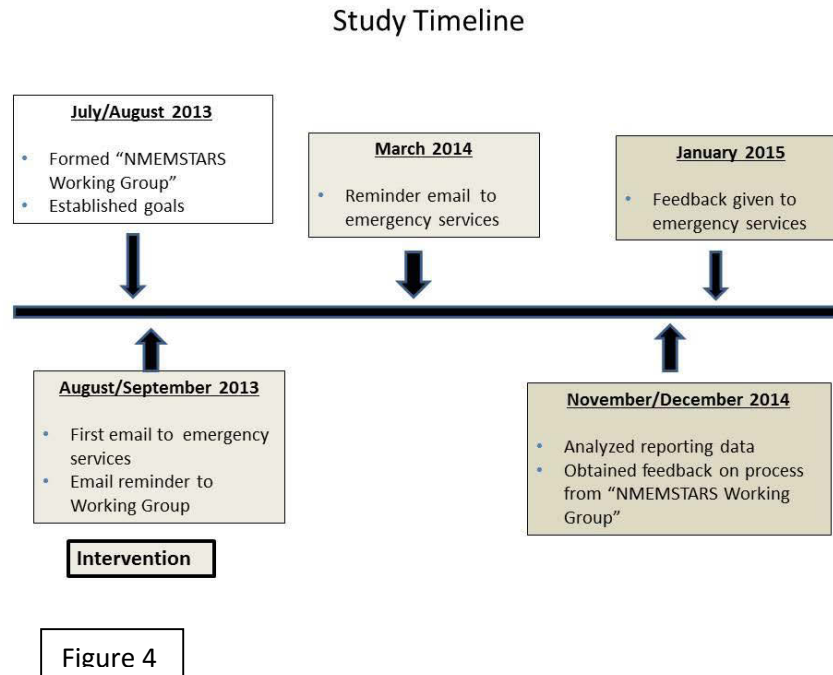 Study Timeline
July/August 2013
• Formed “NMEMSTARS
Working Group”
• Established goals
March 2014
• Reminder email to
emergency services
January 2015
• Feedback given to
emergency services
August/September 2013
• First email to emergency
services
• Email reminder to
Working Group
November/December 2014
• Analyzed reporting data
• Obtained feedback on process
from “NMEMSTARS Working
Group”
Intervention
Figure 4